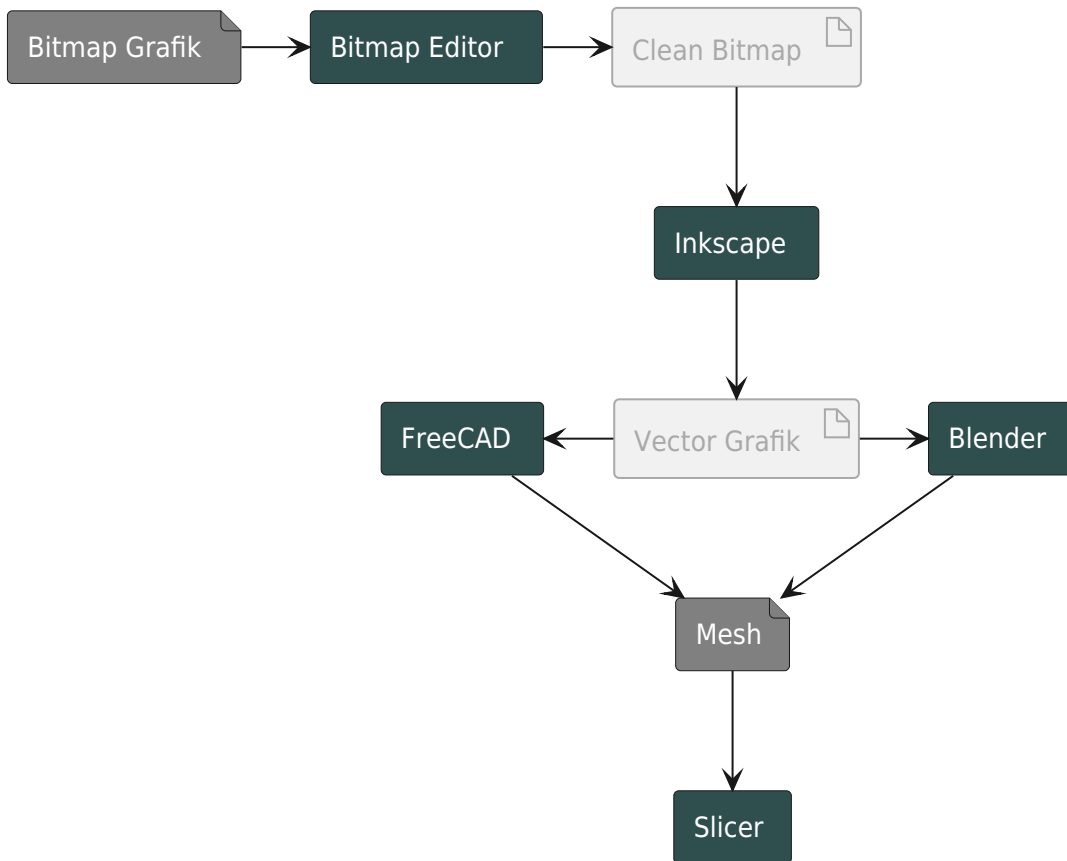 Bitmap Grafik
Bitmap Editor
Clean Bitmap
Inkscape
FreeCAD
Vector Grafik
Blender
Mesh
Slicer